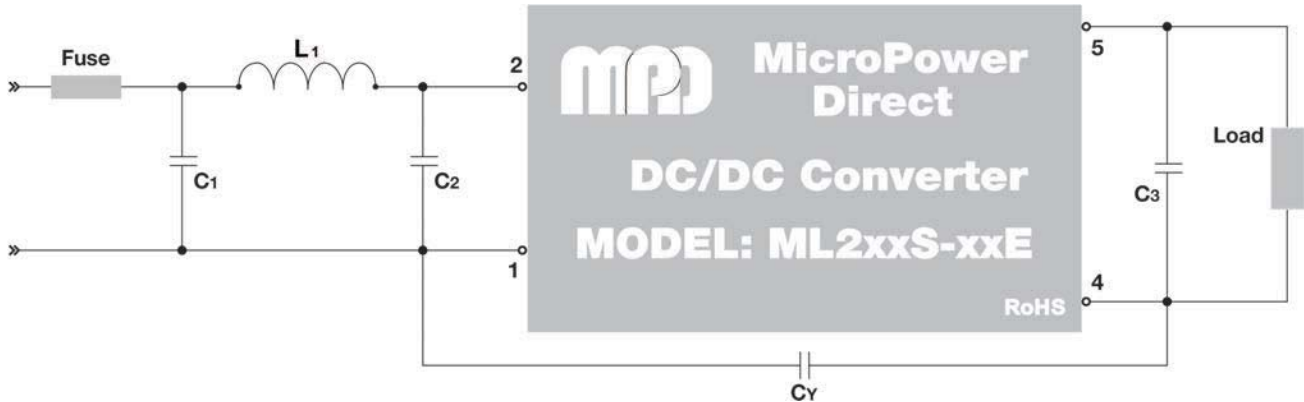 Fuse
L1
C1
C2
2
1
MPD
MicroPower
Direct
DC/DC Converter
MODEL: ML2xxS-xxE
RoHS
5
4
C3
Load
CY